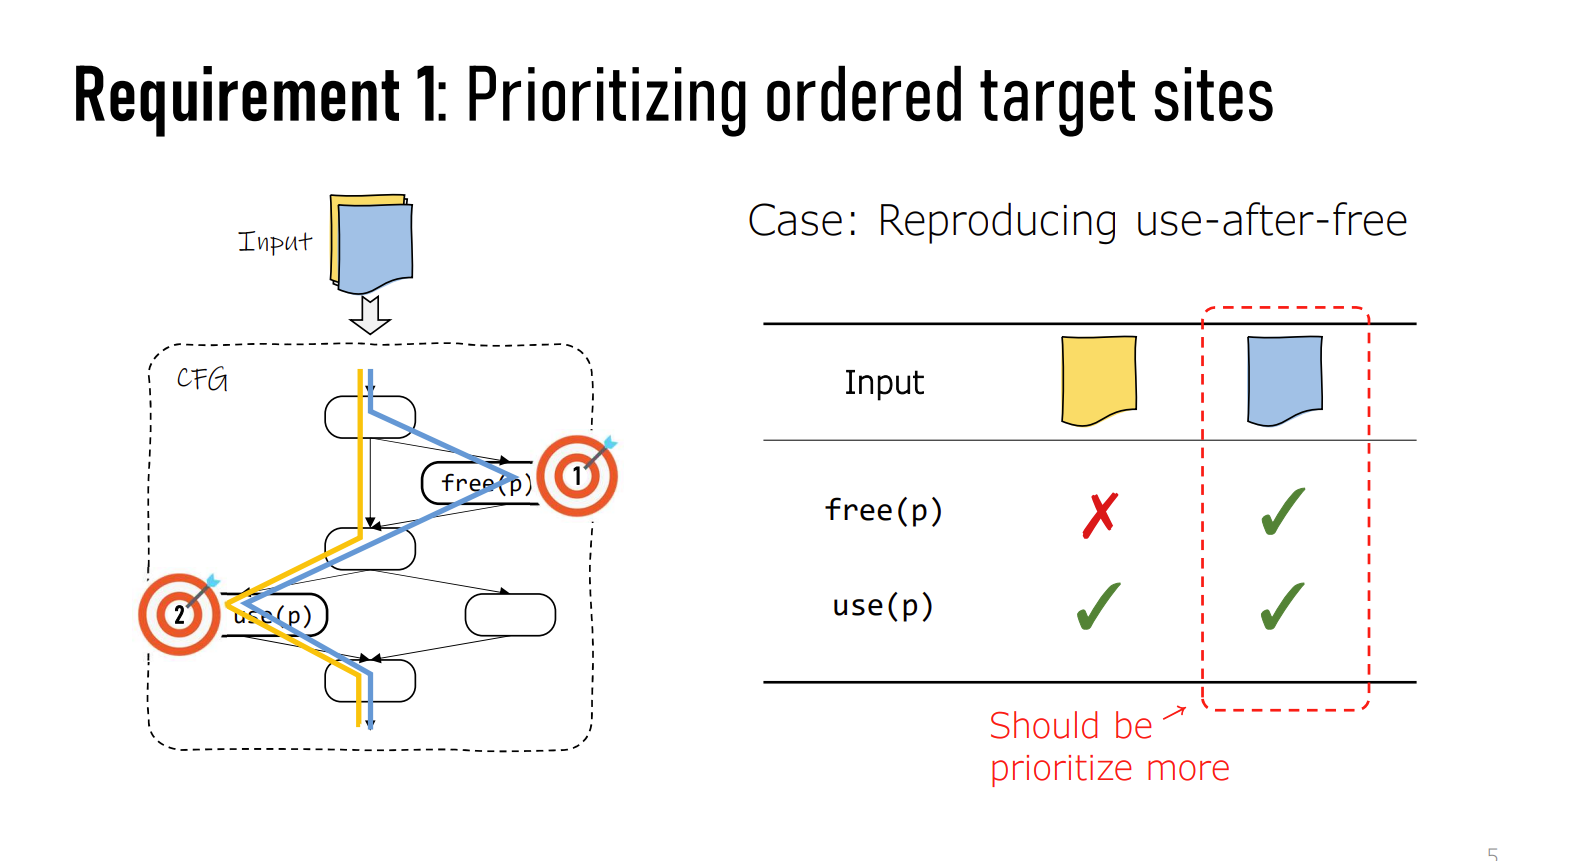 Requirement 1: Prioritizing ordered target sites
Input
CFG
free(p)
1
2
use(p)
Case: Reproducing use-after-free
Input
free(p)
use(p)
Should be
prioritize more
5